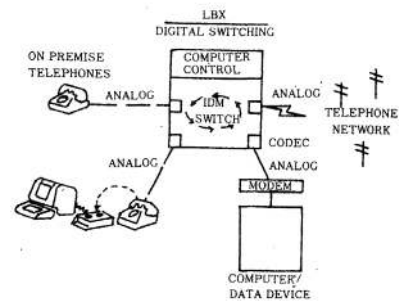 LBX
DIGITAL SWITCHING
COMPUTER
CONTROL
ON PREMISE
TELEPHONES
ANALOG
IDM
SWITCH
ANALOG
TELEPHONE
NETWORK
CODEC
ANALOG
ANALOG
MODEM
COMPUTER/
DATA DEVICE